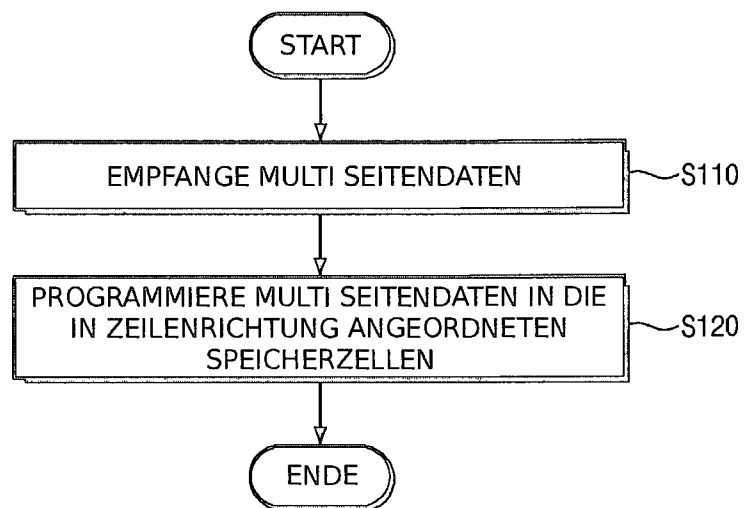 START
EMPFANGE MULTI SEITENDATEN
S110
PROGRAMMIERE MULTI SEITENDATEN IN DIE
IN ZEILENRICHTUNG ANGEORDNETEN
SPEICHERZELLEN
S120
ENDE